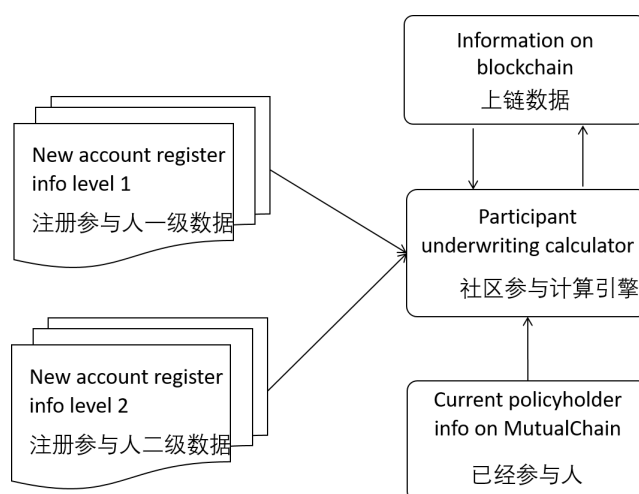 New account register
info level 1
注册参与人一级数据
New account register
info level 2
注册参与人二级数据
Information on
blockchain
上链数据
Participant
underwriting calculator
社区参与计算引擎
Current policyholder
info on MutualChain
已经参与人